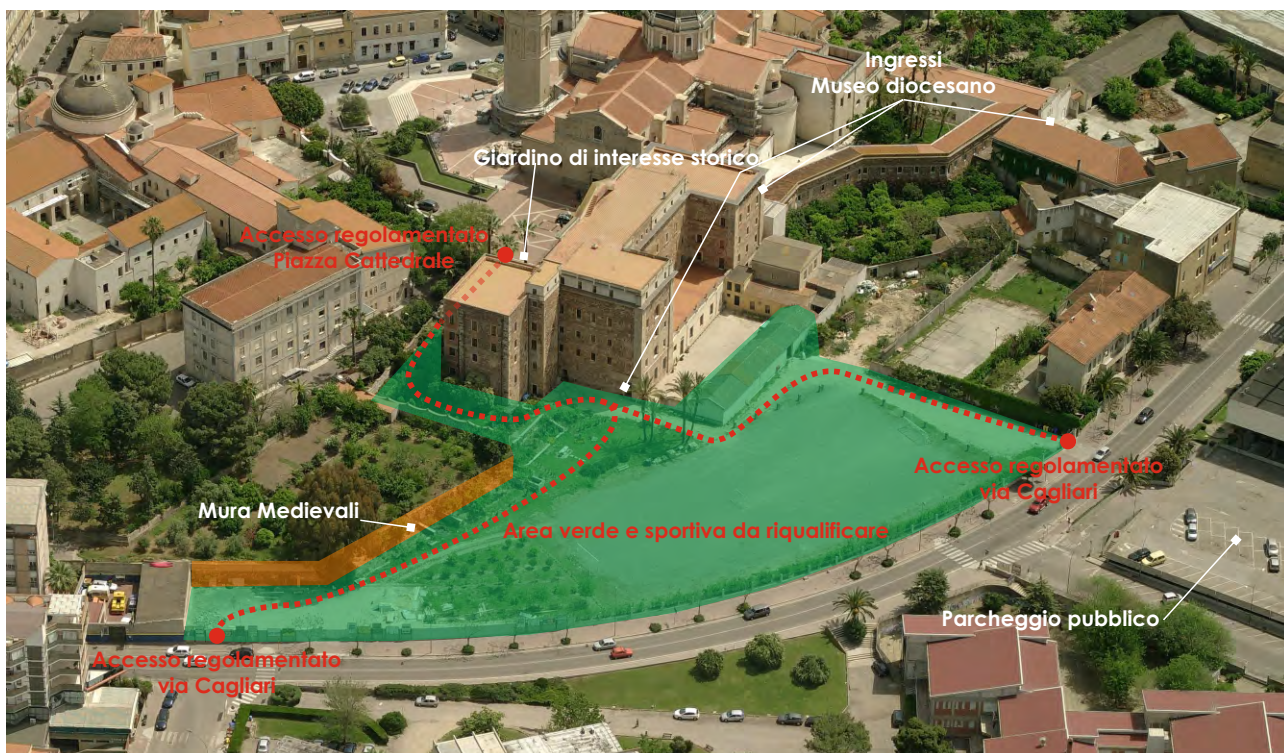 Ingressi
Museo diocesano
Giardino di interesse storico
Accesso regolamentato
Piazza Cattedrale
Mura Medievali
Accesso regolamentato
via Cagliari
Area verde e sportiva da riqualificare
Parcheggio pubblico
Accesso regolamentato
via Cagliari